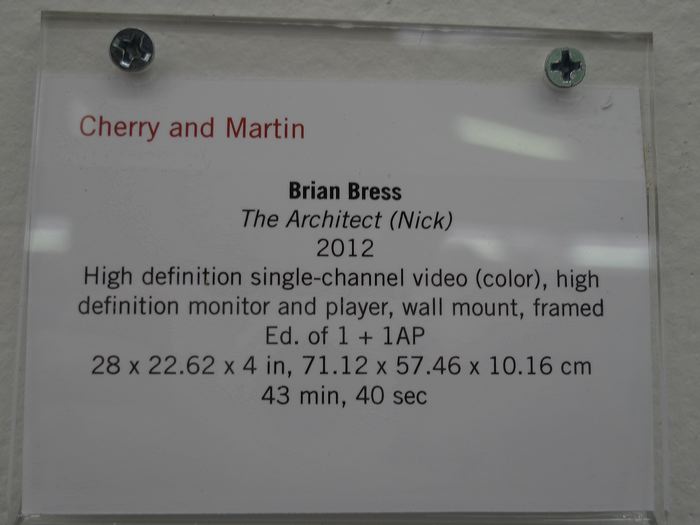 Cherry and Martin
Brian Bress
The Architect (Nick)
2012
High definition single-channel video (color), high
definition monitor and player, wall mount, framed
Ed. of 1 + 1AP
28 x 22.62 x 4 in, 71.12 x 57.46 x 10.16 cm
43 min, 40 sec